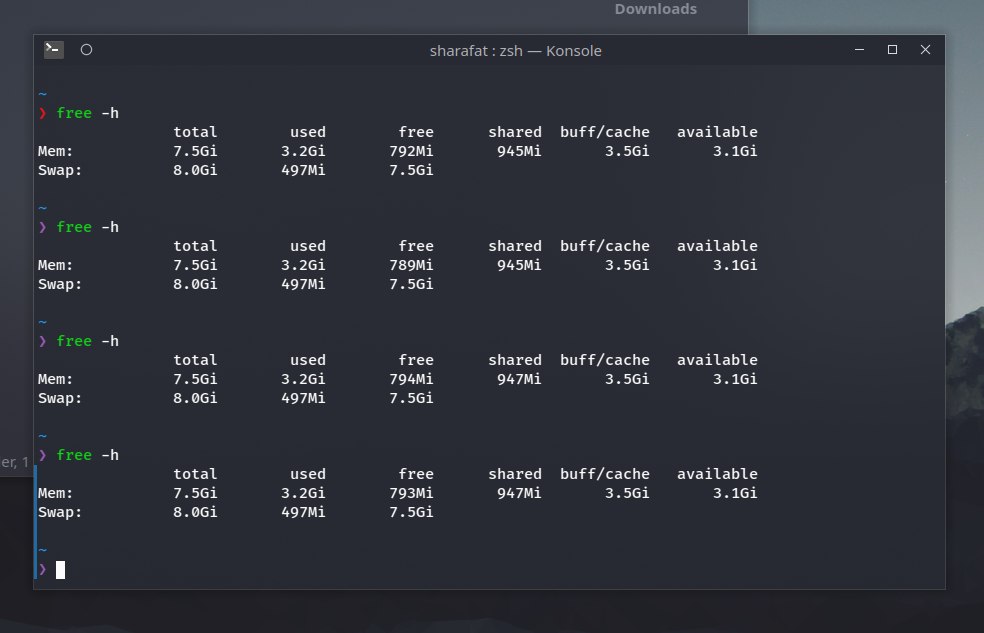 Downloads
sharafat : zsh — Konsole
~
❯ free -h
total used free shared buff/cache available
Mem: 7.5Gi 3.2Gi 792Mi 945Mi 3.5Gi 3.1Gi
Swap: 8.0Gi 497Mi 7.5Gi
~
❯ free -h
total used free shared buff/cache available
Mem: 7.5Gi 3.2Gi 789Mi 945Mi 3.5Gi 3.1Gi
Swap: 8.0Gi 497Mi 7.5Gi
~
❯ free -h
total used free shared buff/cache available
Mem: 7.5Gi 3.2Gi 794Mi 947Mi 3.5Gi 3.1Gi
Swap: 8.0Gi 497Mi 7.5Gi
~
❯ free -h
er, 1
total used free shared buff/cache available
Mem: 7.5Gi 3.2Gi 793Mi 947Mi 3.5Gi 3.1Gi
Swap: 8.0Gi 497Mi 7.5Gi
~
❯